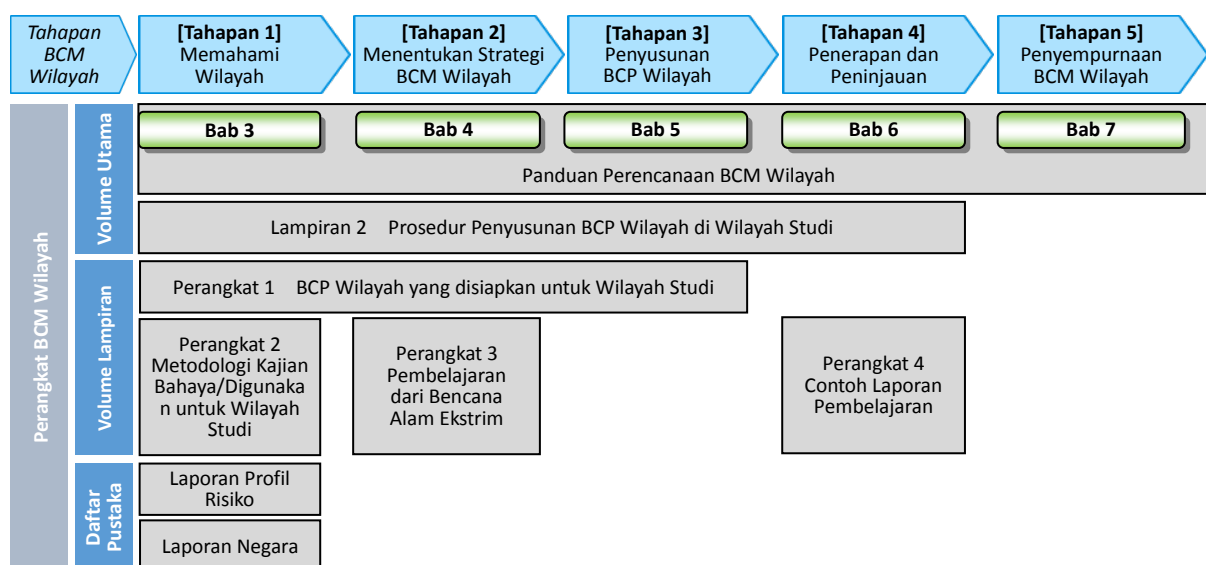 Tahapan
BCM
Wilayah
[Tahapan 1]
Memahami
Wilayah
[Tahapan 2]
Menentukan Strategi
BCM Wilayah
[Tahapan 3]
Penyusunan
BCP Wilayah
[Tahapan 4]
Penerapan dan
Peninjauan
[Tahapan 5]
Penyempurnaan
BCM Wilayah
Perangkat BCM Wilayah
Volume Utama
Bab 3
Bab 4
Bab 5
Bab 6
Bab 7
Panduan Perencanaan BCM Wilayah
Lampiran 2 Prosedur Penyusunan BCP Wilayah di Wilayah Studi
Volume Lampiran
Perangkat 1 BCP Wilayah yang disiapkan untuk Wilayah Studi
Perangkat 2
Metodologi Kajian
Bahaya/Digunaka
n untuk Wilayah
Studi
Perangkat 3
Pembelajaran
dari Bencana
Alam Ekstrim
Perangkat 4
Contoh Laporan
Pembelajaran
Daftar
Pustaka
Laporan Profil
Risiko
Laporan Negara